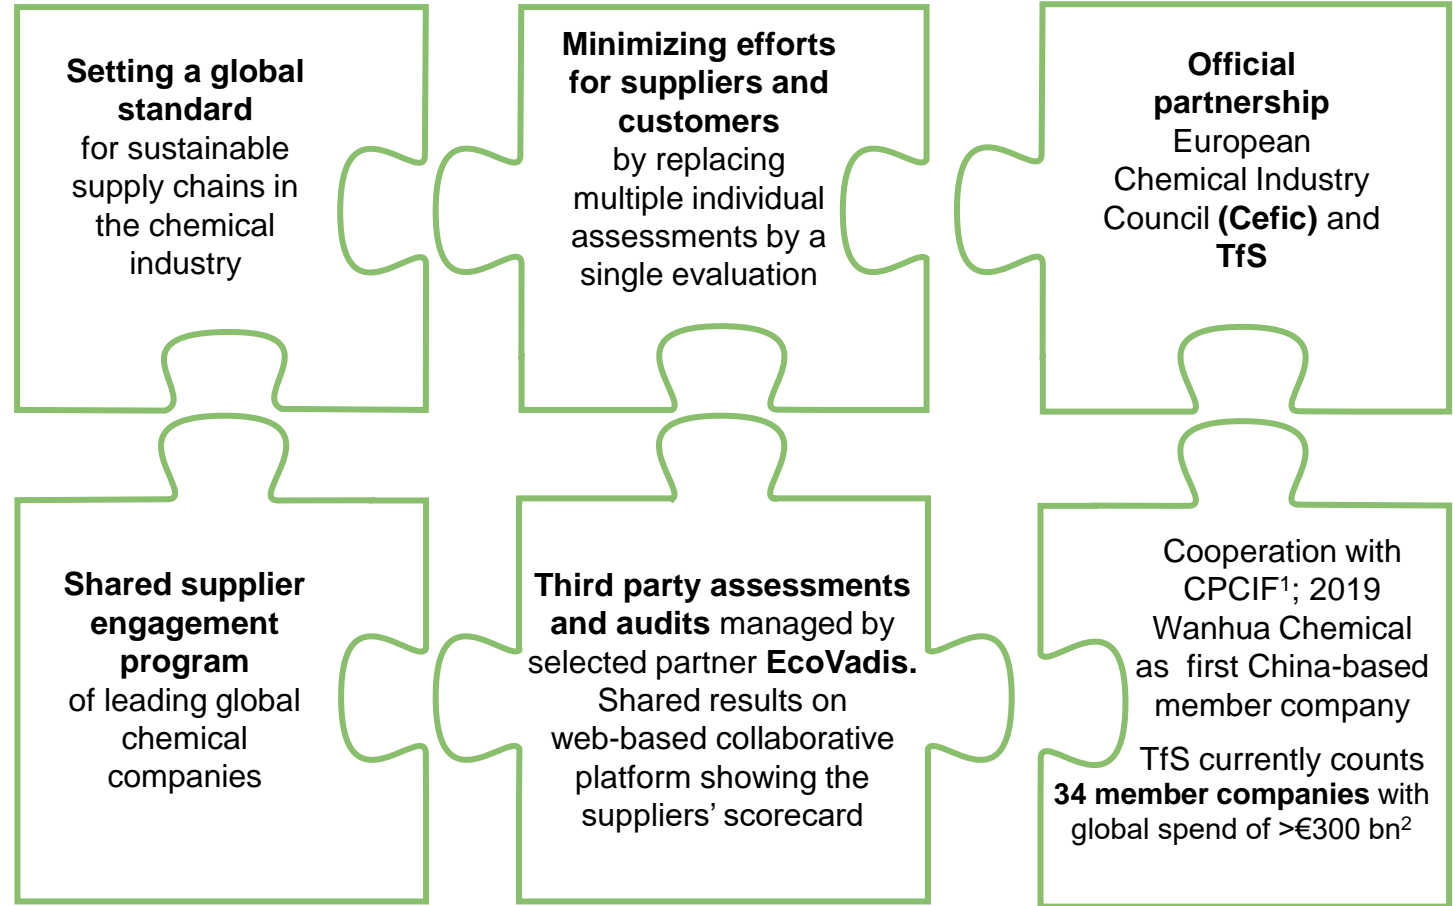 Setting a global
standard
for sustainable
supply chains in
the chemical
industry
Minimizing efforts
for suppliers and
customers
by replacing
multiple individual
assessments by a
single evaluation
Official
partnership
European
Chemical Industry
Council (Cefic) and
TfS
Shared supplier
engagement
program
of leading global
chemical
companies
Third party assessments
and audits managed by
selected partner EcoVadis.
Shared results on
web-based collaborative
platform showing the
suppliers’ scorecard
Cooperation with
CPCIF¹; 2019
Wanhua Chemical
as first China-based
member company
TfS currently counts
34 member companies with
global spend of >€300 bn²